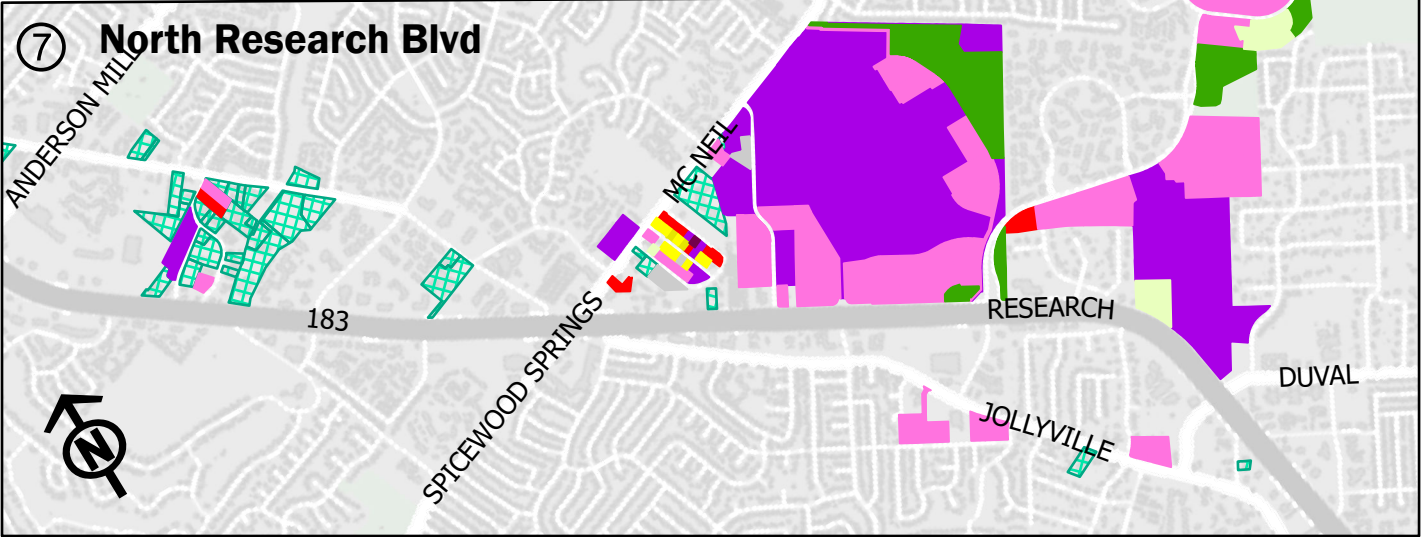 7 North Research Blvd
ANDERSON MILL
MC NEIL
183
RESEARCH
SPICEWOOD SPRINGS
DUVAL
JOLLYVILLE
N